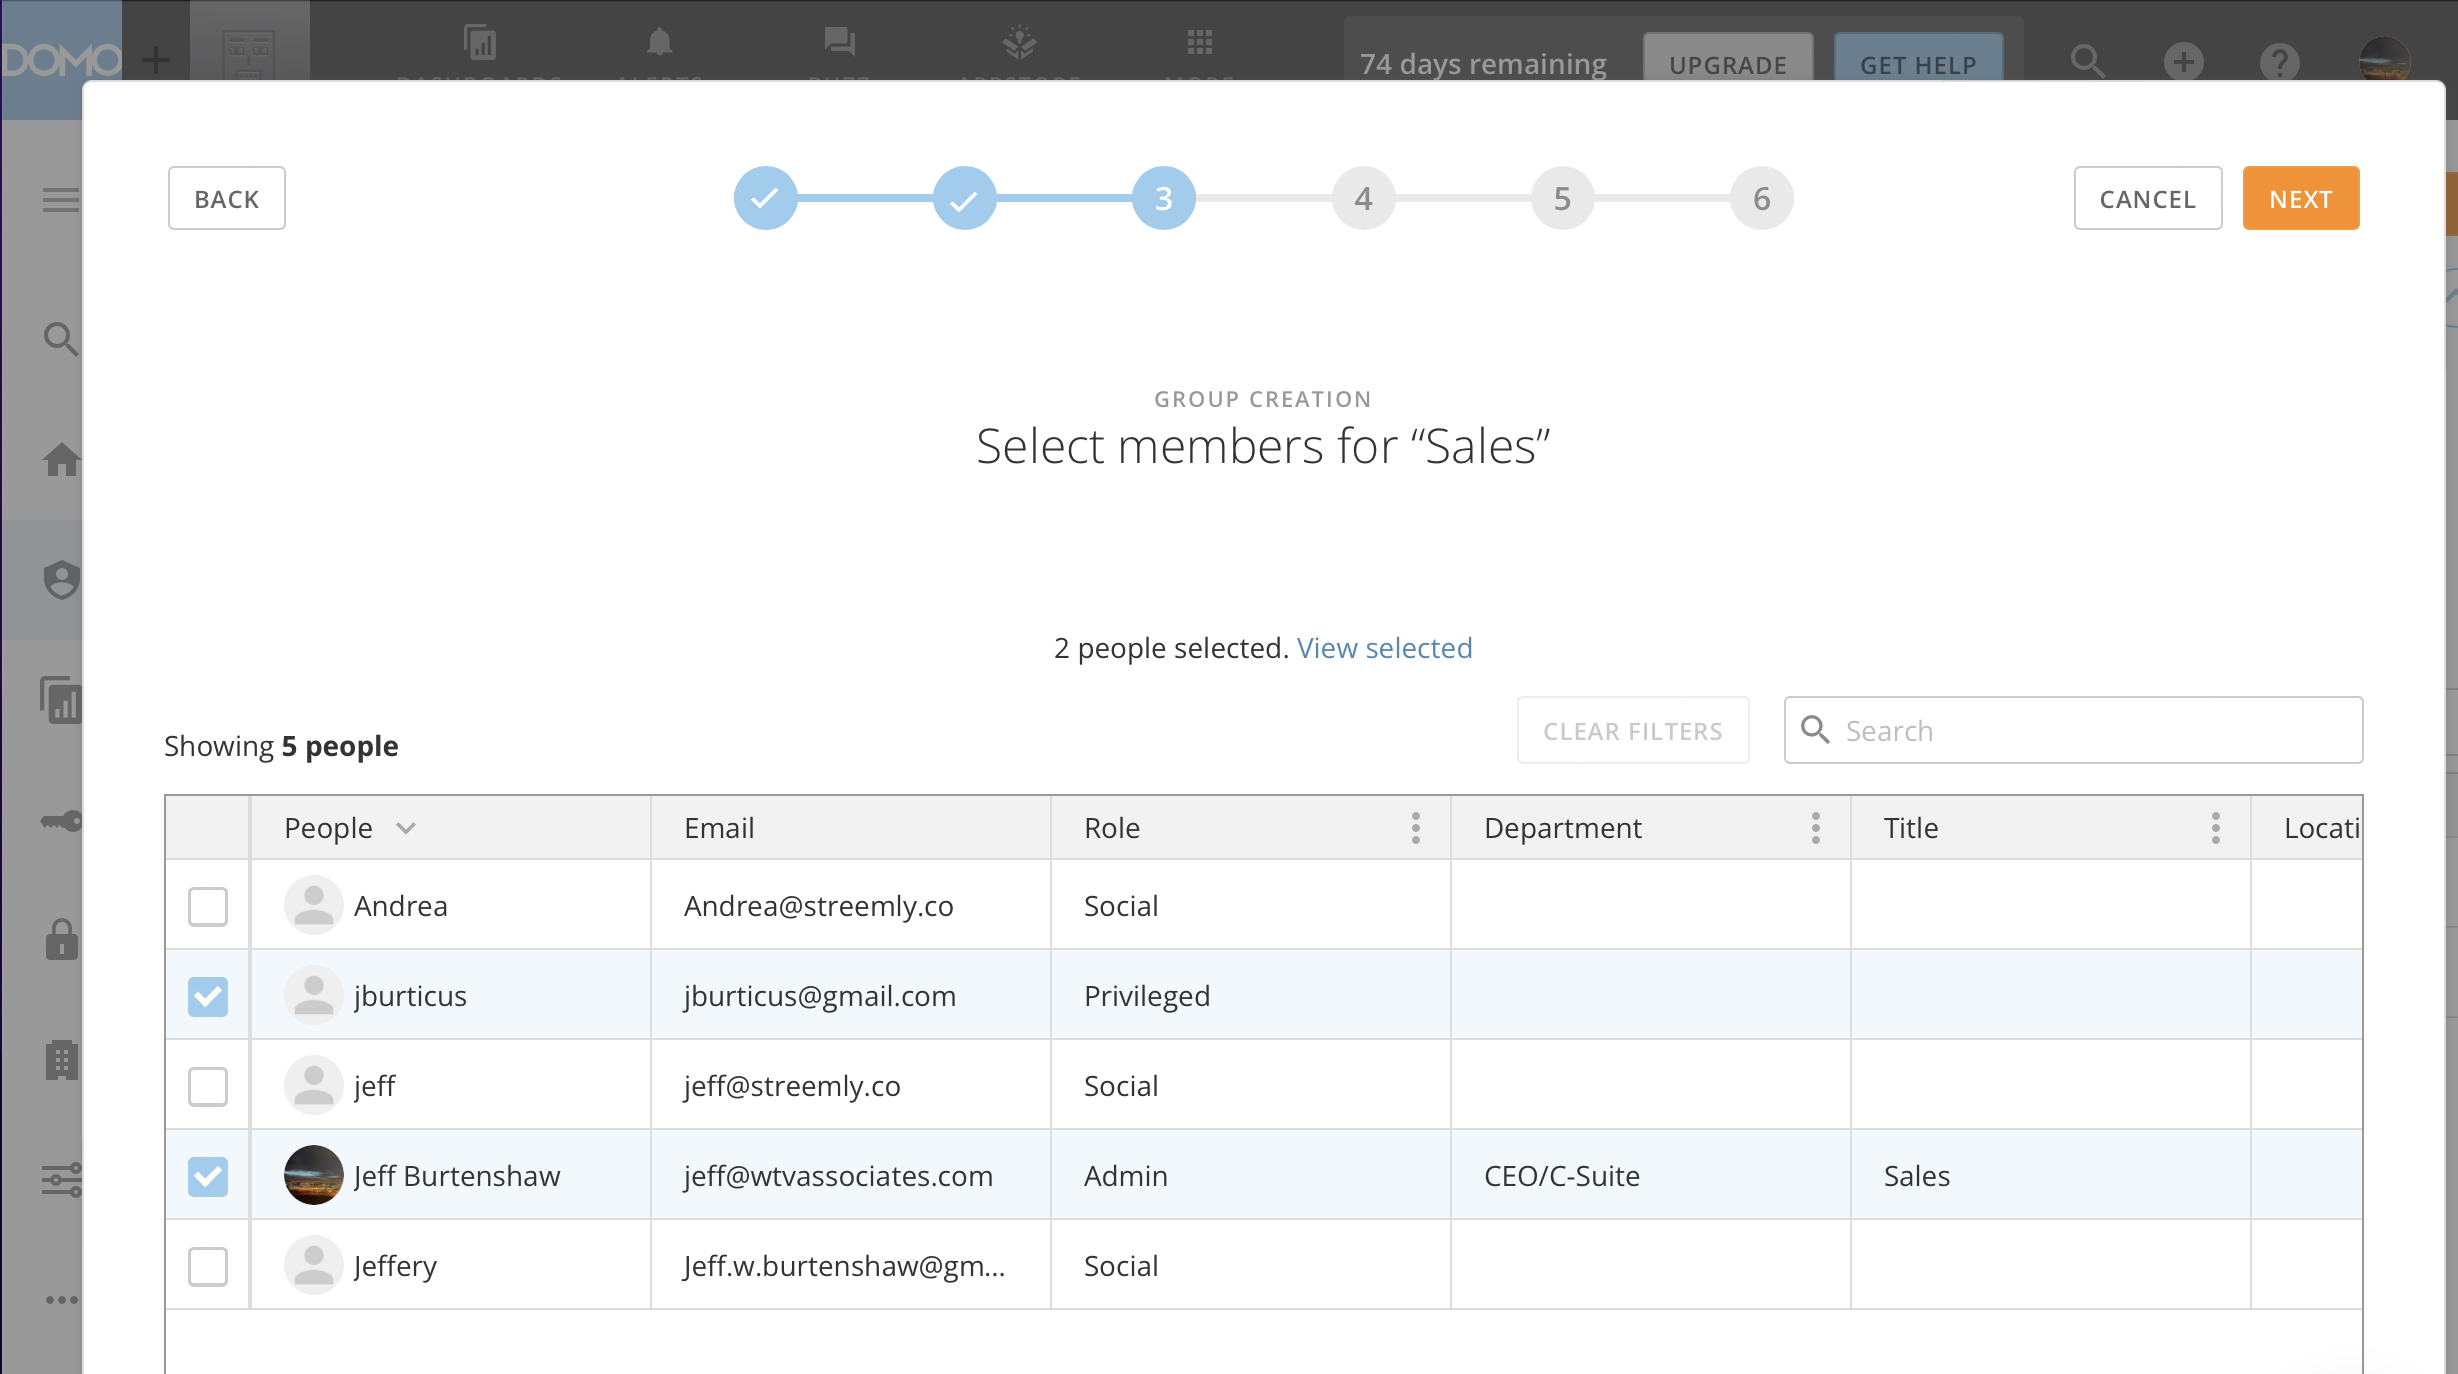 DOMO
74 days remaining UPGRADE GET HELP
BACK 3 4 5 6 CANCEL NEXT
GROUP CREATION
Select members for “Sales”
2 people selected. View selected
Showing 5 people CLEAR FILTERS Search
People Email Role Department Title Locati
Andrea Andrea@streemly.co Social
jburticus jburticus@gmail.com Privileged
jeff jeff@streemly.co Social
Jeff Burtenshaw jeff@wtvassociates.com Admin CEO/C-Suite Sales
Jeffery Jeff.w.burtenshaw@gm... Social